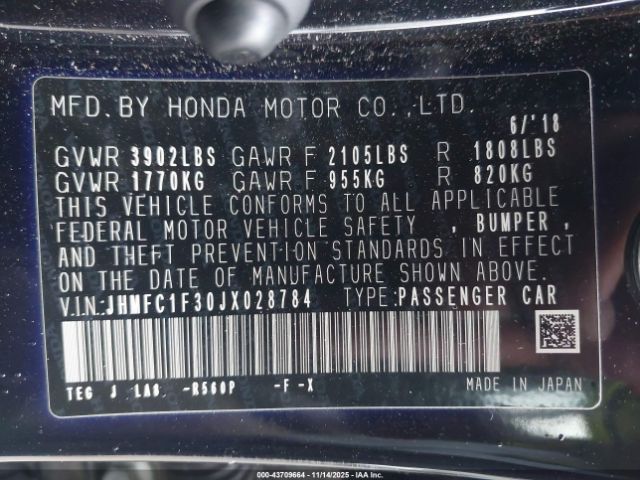 MFD. BY HONDA MOTOR CO.,LTD.
6/'18
GVWR 3902LBS GAWR F 2105LBS R 1808LBS
GVWR 1770KG GAWR F 955KG R 820KG
THIS VEHICLE CONFORMS TO ALL APPLICABLE
FEDERAL MOTOR VEHICLE SAFETY , BUMPER ,
AND THEFT PREVENTION STANDARDS IN EFFECT
ON THE DATE OF MANUFACTURE SHOWN ABOVE.
V.I.N:JHMFC1F30JX028784 TYPE:PASSENGER CAR
TEG J LA8 -R560P -F -X
MADE IN JAPAN
000-43709664 | 11/14/2025 - IAA Inc.